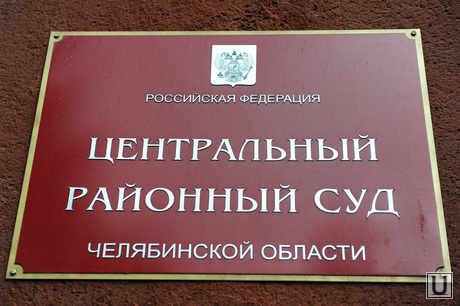 РОССИЙСКАЯ ФЕДЕРАЦИЯ
ЦЕНТРАЛЬНЫЙ
РАЙОННЫЙ СУД
ЧЕЛЯБИНСКОЙ ОБЛАСТИ
U